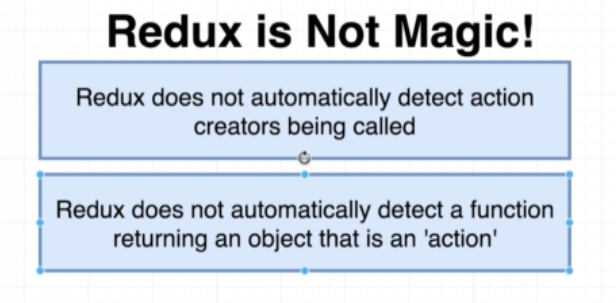 Redux is Not Magic!
Redux does not automatically detect action
creators being called
Redux does not automatically detect a function
returning an object that is an 'action'